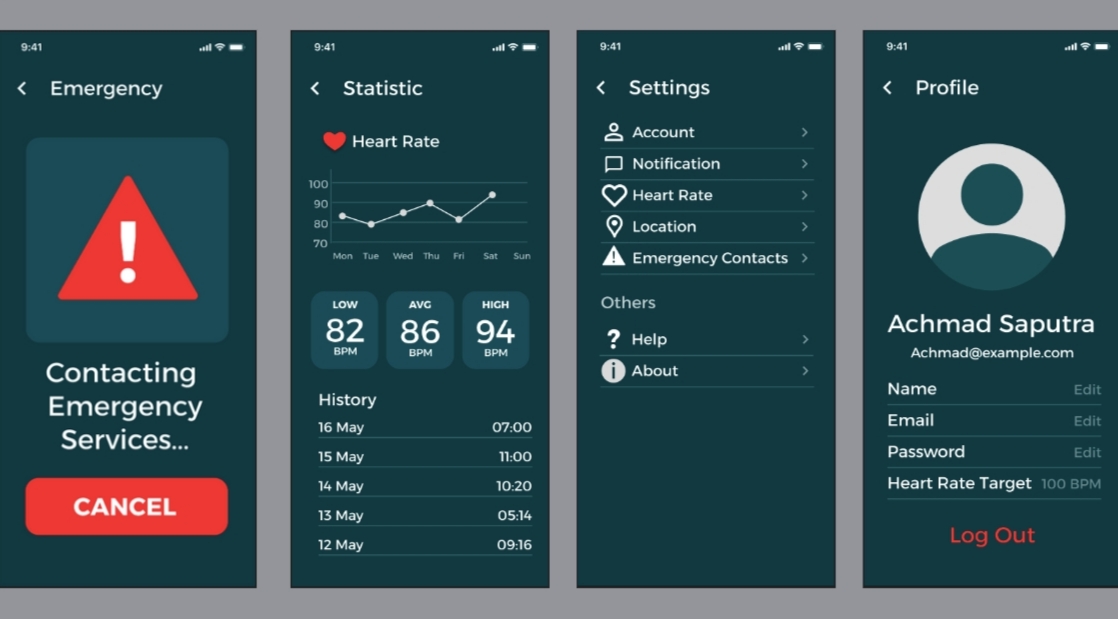 9:41
Emergency
!
Contacting
Emergency
Services...
CANCEL
9:41
Statistic
Heart Rate
100
90
80
70
Mon Tue Wed Thu Fri Sat Sun
LOW AVG HIGH
82 86 94
BPM BPM BPM
History
16 May 07:00
15 May 11:00
14 May 10:20
13 May 05:14
12 May 09:16
9:41
Settings
Account
Notification
Heart Rate
Location
! Emergency Contacts
Others
? Help
i About
9:41
Profile
Achmad Saputra
Achmad@example.com
Name Edit
Email Edit
Password Edit
Heart Rate Target 100 BPM
Log Out